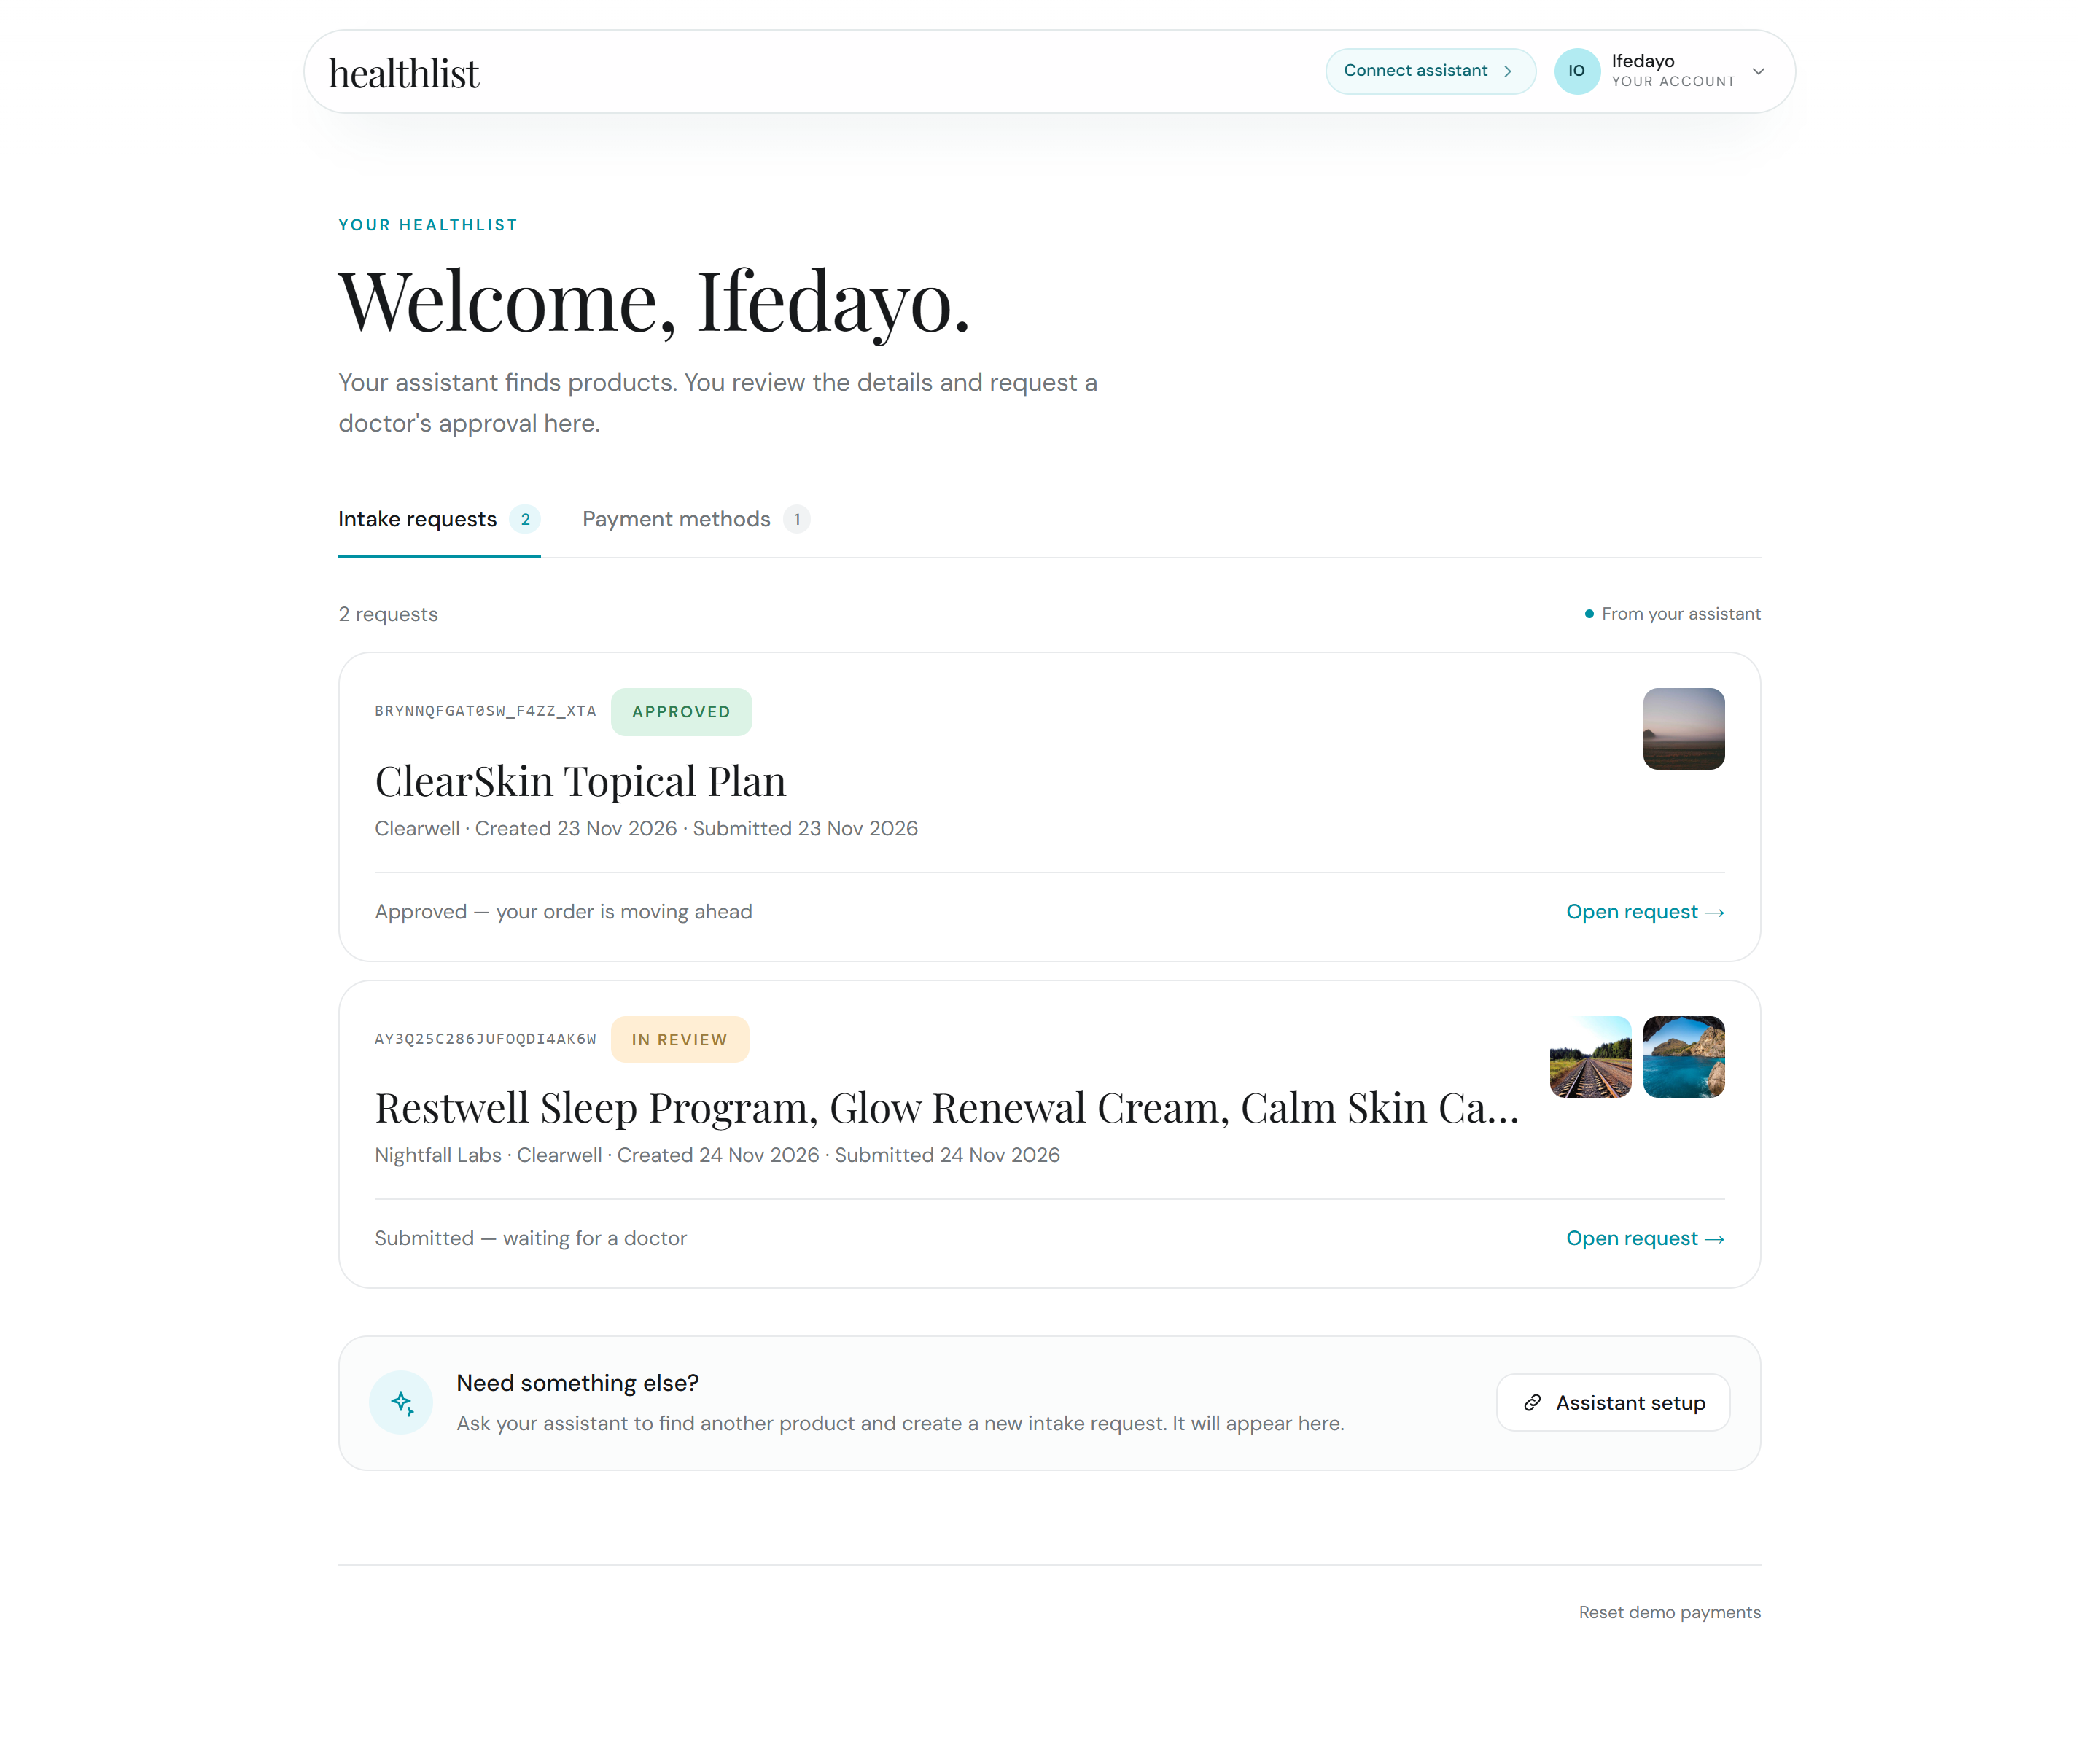 healthlist
Connect assistant
IO
Ifedayo
YOUR ACCOUNT
YOUR HEALTHLIST
Welcome, Ifedayo.
Your assistant finds products. You review the details and request a
doctor's approval here.
Intake requests 2
Payment methods 1
2 requests
From your assistant
BRYNNQFGAT0SW_F4ZZ_XTA APPROVED
ClearSkin Topical Plan
Clearwell · Created 23 Nov 2026 · Submitted 23 Nov 2026
Approved — your order is moving ahead
Open request →
AY3Q25C286JUFOQDI4AK6W IN REVIEW
Restwell Sleep Program, Glow Renewal Cream, Calm Skin Ca...
Nightfall Labs · Clearwell · Created 24 Nov 2026 · Submitted 24 Nov 2026
Submitted — waiting for a doctor
Open request →
Need something else?
Ask your assistant to find another product and create a new intake request. It will appear here.
Assistant setup
Reset demo payments